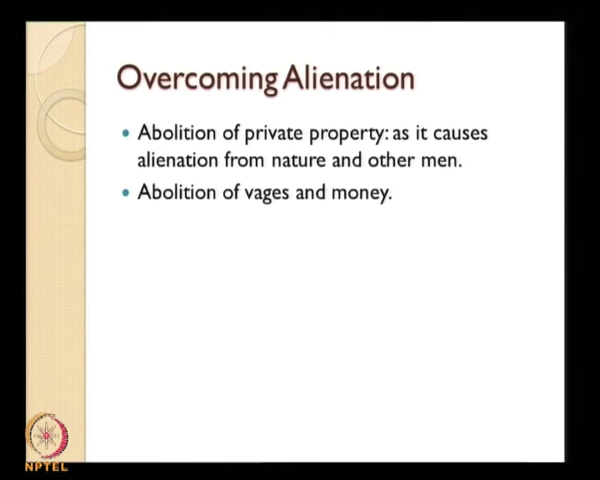 Overcoming Alienation
Abolition of private property: as it causes
alienation from nature and other men.
Abolition of vages and money.
NPTEL